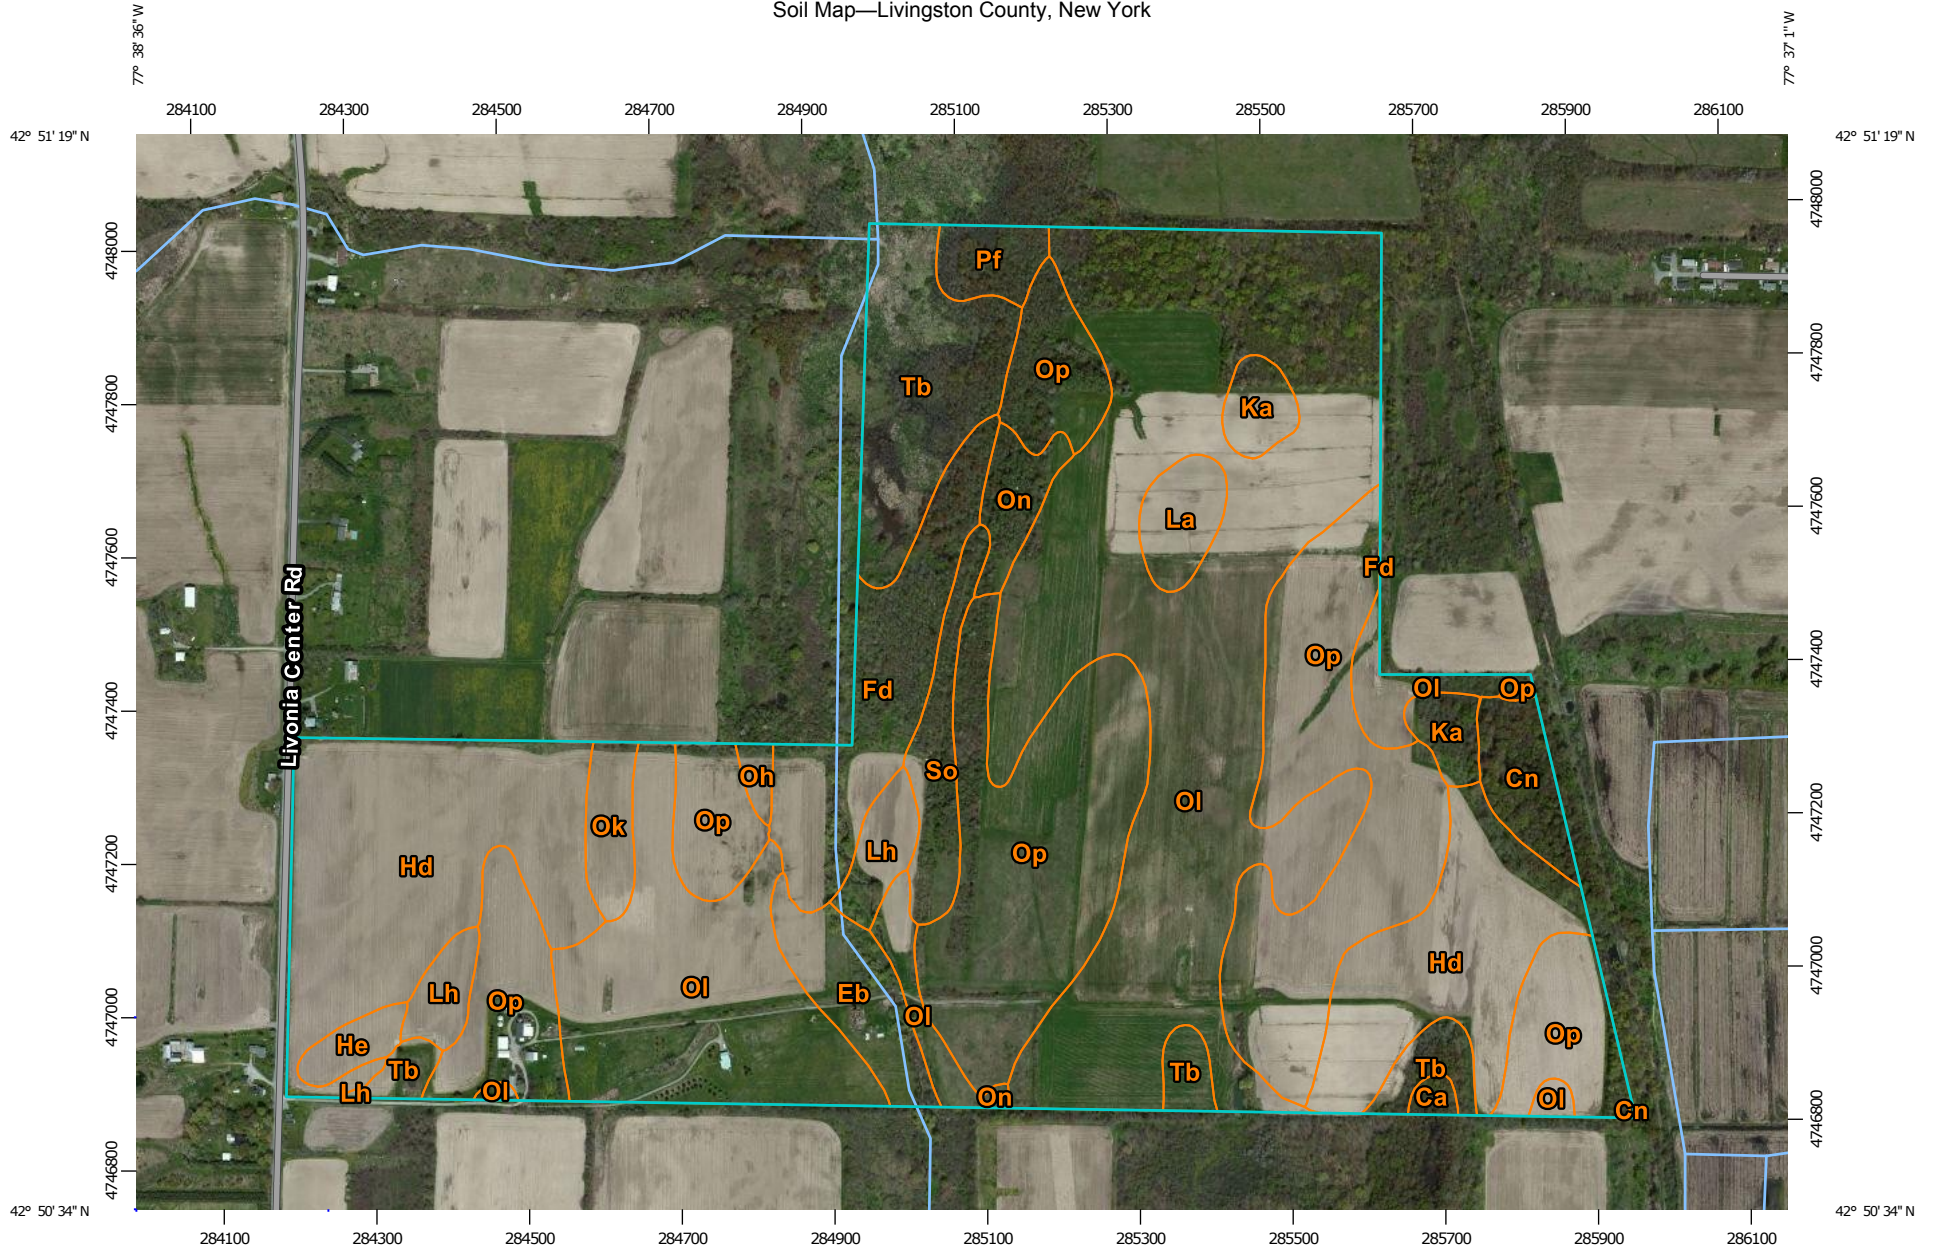 Soil Map—Livingston County, New York
77° 38' 36" W
77° 37' 1" W
284100 284300 284500 284700 284900 285100 285300 285500 285700 285900 286100
42° 51' 19" N
42° 51' 19" N
4748000
4748000
Pf
4747800
Op
Tb
4747800
Ka
On
4747600
La
4747600
Fd
Livonia Center Rd
Op
4747400
Fd
Ol
Op
4747400
Ka
So
Oh
Cn
Ol
4747200
Op
Ok
Lh
Op
4747200
Hd
Hd
4747000
Ol
Lh
Eb
Op
4747000
Ol
Op
He
Tb
Tb
Tb
Ol
Lh
On
Ca
Ol
Cn
4746800
4746800
42° 50' 34" N
42° 50' 34" N
284100 284300 284500 284700 284900 285100 285300 285500 285700 285900 286100